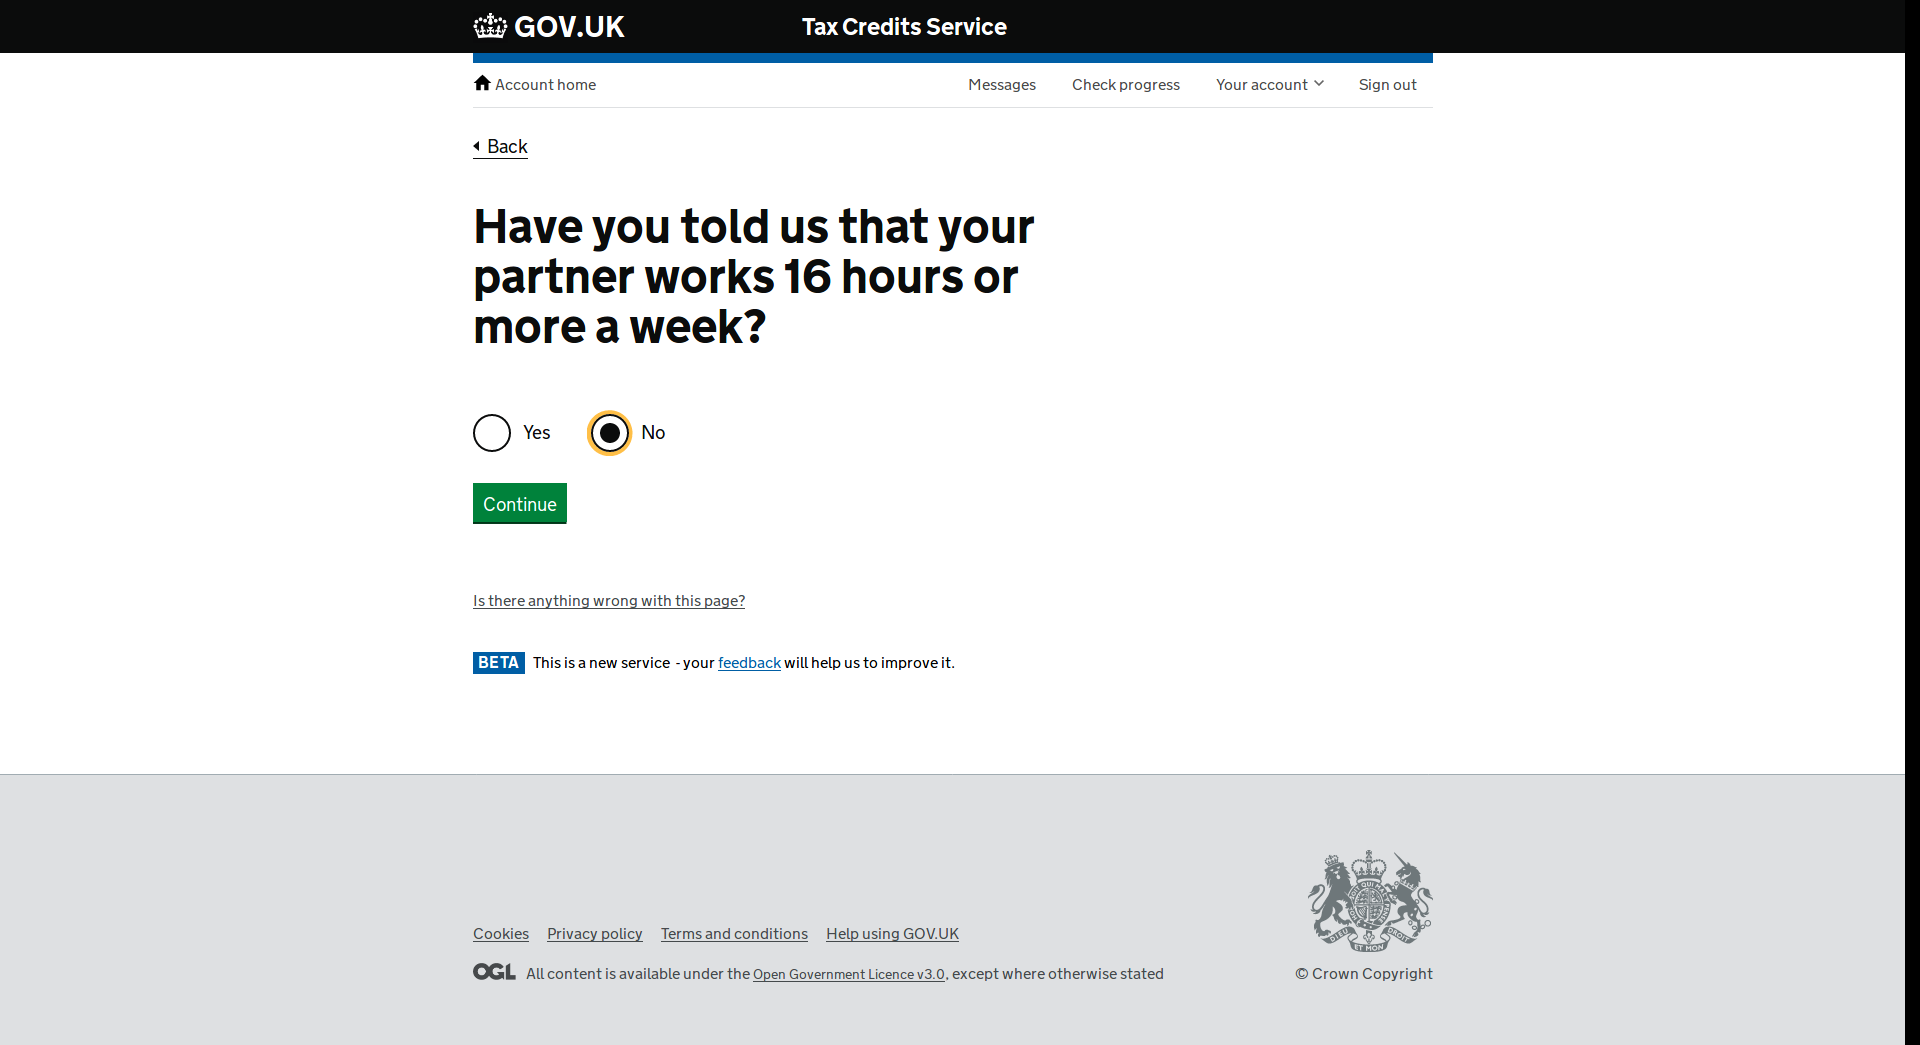 GOV.UK
Tax Credits Service
Account home
Messages
Check progress
Your account
Sign out
Back
Have you told us that your
partner works 16 hours or
more a week?
Yes
No
Continue
Is there anything wrong with this page?
BETA
This is a new service - your feedback will help us to improve it.
Cookies
Privacy policy
Terms and conditions
Help using GOV.UK
OGL
All content is available under the Open Government Licence v3.0, except where otherwise stated
© Crown Copyright